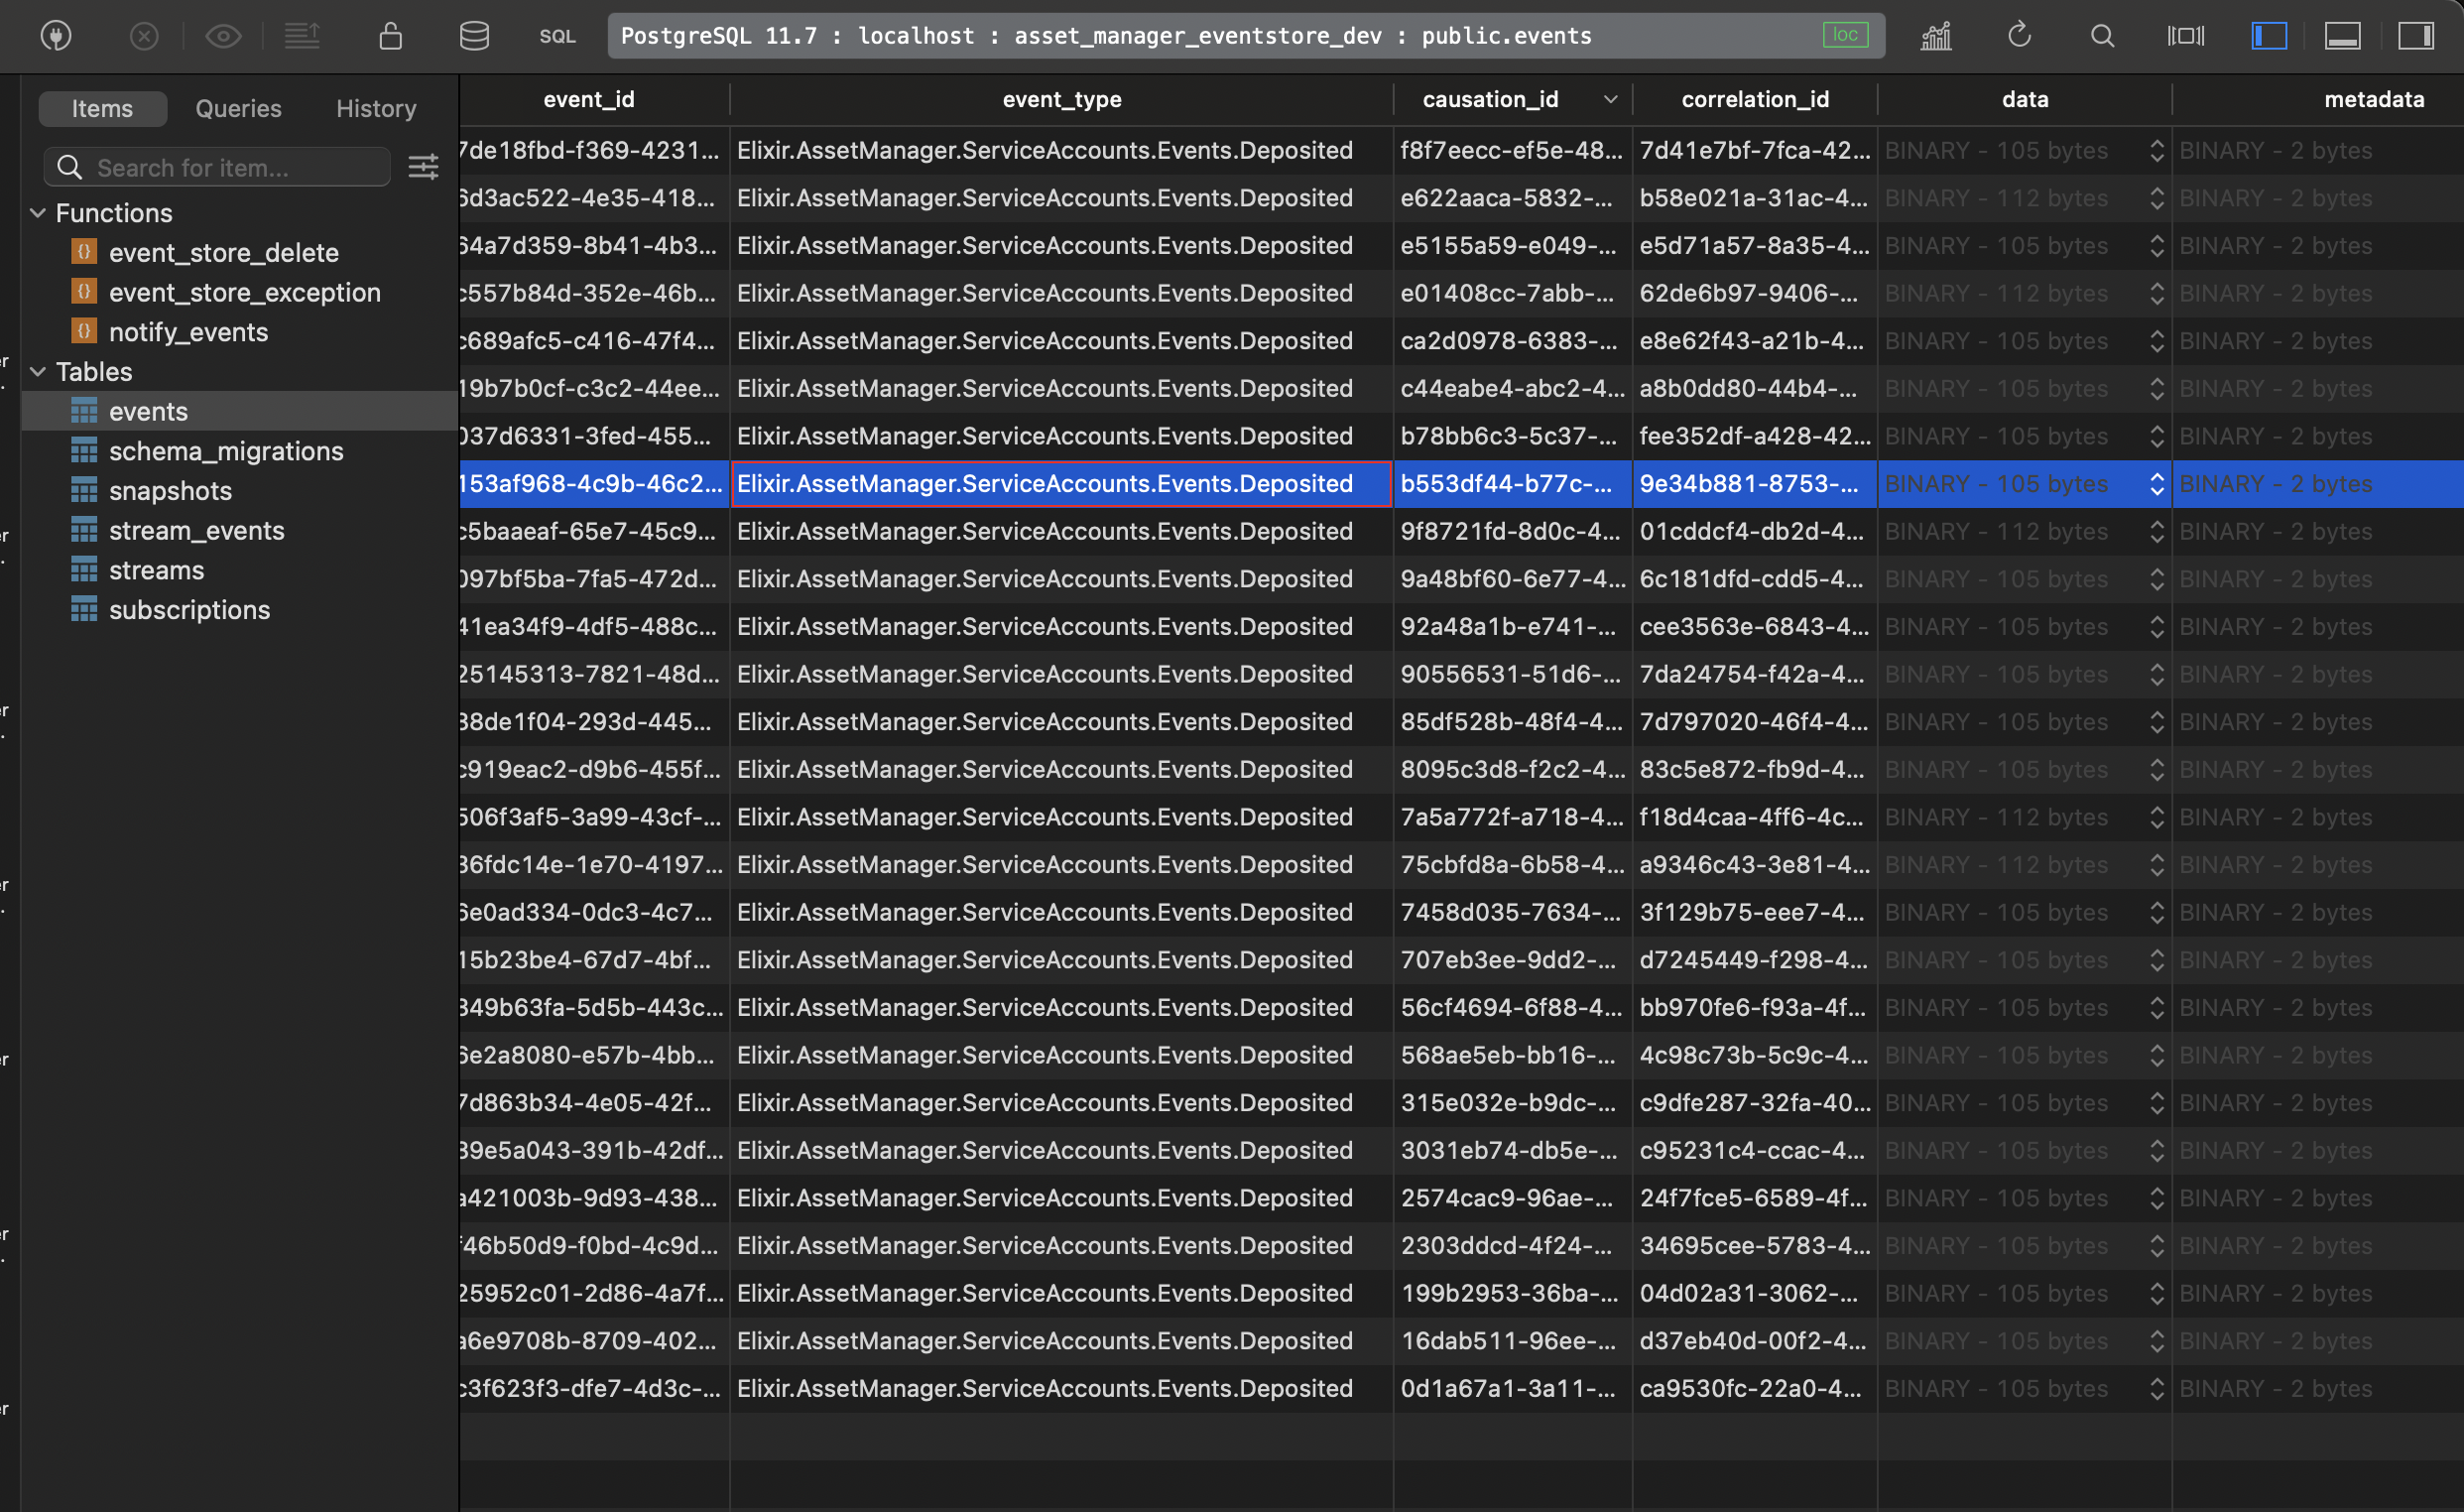 SQL PostgreSQL 11.7 : localhost : asset_manager_eventstore_dev : public.events loc
Items Queries History
Search for item...
Functions
event_store_delete
event_store_exception
notify_events
Tables
events
schema_migrations
snapshots
stream_events
streams
subscriptions
event_id event_type causation_id correlation_id data metadata
7de18fbd-f369-4231... Elixir.AssetManager.ServiceAccounts.Events.Deposited f8f7eecc-ef5e-48... 7d41e7bf-7fca-42... BINARY - 105 bytes BINARY - 2 bytes
6d3ac522-4e35-418... Elixir.AssetManager.ServiceAccounts.Events.Deposited e622aaca-5832-... b58e021a-31ac-4... BINARY - 112 bytes BINARY - 2 bytes
64a7d359-8b41-4b3... Elixir.AssetManager.ServiceAccounts.Events.Deposited e5155a59-e049-... e5d71a57-8a35-4... BINARY - 105 bytes BINARY - 2 bytes
c557b84d-352e-46b... Elixir.AssetManager.ServiceAccounts.Events.Deposited e01408cc-7abb-... 62de6b97-9406-... BINARY - 112 bytes BINARY - 2 bytes
c689afc5-c416-47f4... Elixir.AssetManager.ServiceAccounts.Events.Deposited ca2d0978-6383-... e8e62f43-a21b-4... BINARY - 105 bytes BINARY - 2 bytes
19b7b0cf-c3c2-44ee... Elixir.AssetManager.ServiceAccounts.Events.Deposited c44eabe4-abc2-4... a8b0dd80-44b4-... BINARY - 105 bytes BINARY - 2 bytes
037d6331-3fed-455... Elixir.AssetManager.ServiceAccounts.Events.Deposited b78bb6c3-5c37-... fee352df-a428-42... BINARY - 105 bytes BINARY - 2 bytes
153af968-4c9b-46c2... Elixir.AssetManager.ServiceAccounts.Events.Deposited b553df44-b77c-... 9e34b881-8753-... BINARY - 105 bytes BINARY - 2 bytes
c5baaeaf-65e7-45c9... Elixir.AssetManager.ServiceAccounts.Events.Deposited 9f8721fd-8d0c-4... 01cddcf4-db2d-4... BINARY - 112 bytes BINARY - 2 bytes
097bf5ba-7fa5-472d... Elixir.AssetManager.ServiceAccounts.Events.Deposited 9a48bf60-6e77-4... 6c181dfd-cdd5-4... BINARY - 105 bytes BINARY - 2 bytes
41ea34f9-4df5-488c... Elixir.AssetManager.ServiceAccounts.Events.Deposited 92a48a1b-e741-... cee3563e-6843-4... BINARY - 105 bytes BINARY - 2 bytes
25145313-7821-48d... Elixir.AssetManager.ServiceAccounts.Events.Deposited 90556531-51d6-... 7da24754-f42a-4... BINARY - 105 bytes BINARY - 2 bytes
38de1f04-293d-445... Elixir.AssetManager.ServiceAccounts.Events.Deposited 85df528b-48f4-4... 7d797020-46f4-4... BINARY - 105 bytes BINARY - 2 bytes
c919eac2-d9b6-455f... Elixir.AssetManager.ServiceAccounts.Events.Deposited 8095c3d8-f2c2-4... 83c5e872-fb9d-4... BINARY - 105 bytes BINARY - 2 bytes
506f3af5-3a99-43cf-... Elixir.AssetManager.ServiceAccounts.Events.Deposited 7a5a772f-a718-4... f18d4caa-4ff6-4c... BINARY - 112 bytes BINARY - 2 bytes
36fdc14e-1e70-4197... Elixir.AssetManager.ServiceAccounts.Events.Deposited 75cbfd8a-6b58-4... a9346c43-3e81-4... BINARY - 112 bytes BINARY - 2 bytes
6e0ad334-0dc3-4c7... Elixir.AssetManager.ServiceAccounts.Events.Deposited 7458d035-7634-... 3f129b75-eee7-4... BINARY - 105 bytes BINARY - 2 bytes
15b23be4-67d7-4bf... Elixir.AssetManager.ServiceAccounts.Events.Deposited 707eb3ee-9dd2-... d7245449-f298-4... BINARY - 105 bytes BINARY - 2 bytes
349b63fa-5d5b-443c... Elixir.AssetManager.ServiceAccounts.Events.Deposited 56cf4694-6f88-4... bb970fe6-f93a-4f... BINARY - 105 bytes BINARY - 2 bytes
6e2a8080-e57b-4bb... Elixir.AssetManager.ServiceAccounts.Events.Deposited 568ae5eb-bb16-... 4c98c73b-5c9c-4... BINARY - 105 bytes BINARY - 2 bytes
7d863b34-4e05-42f... Elixir.AssetManager.ServiceAccounts.Events.Deposited 315e032e-b9dc-... c9dfe287-32fa-40... BINARY - 105 bytes BINARY - 2 bytes
39e5a043-391b-42df... Elixir.AssetManager.ServiceAccounts.Events.Deposited 3031eb74-db5e-... c95231c4-ccac-4... BINARY - 105 bytes BINARY - 2 bytes
a421003b-9d93-438... Elixir.AssetManager.ServiceAccounts.Events.Deposited 2574cac9-96ae-... 24f7fce5-6589-4f... BINARY - 105 bytes BINARY - 2 bytes
f46b50d9-f0bd-4c9d... Elixir.AssetManager.ServiceAccounts.Events.Deposited 2303ddcd-4f24-... 34695cee-5783-4... BINARY - 105 bytes BINARY - 2 bytes
25952c01-2d86-4a7f... Elixir.AssetManager.ServiceAccounts.Events.Deposited 199b2953-36ba-... 04d02a31-3062-... BINARY - 105 bytes BINARY - 2 bytes
a6e9708b-8709-402... Elixir.AssetManager.ServiceAccounts.Events.Deposited 16dab511-96ee-... d37eb40d-00f2-4... BINARY - 105 bytes BINARY - 2 bytes
c3f623f3-dfe7-4d3c-... Elixir.AssetManager.ServiceAccounts.Events.Deposited 0d1a67a1-3a11-... ca9530fc-22a0-4... BINARY - 105 bytes BINARY - 2 bytes